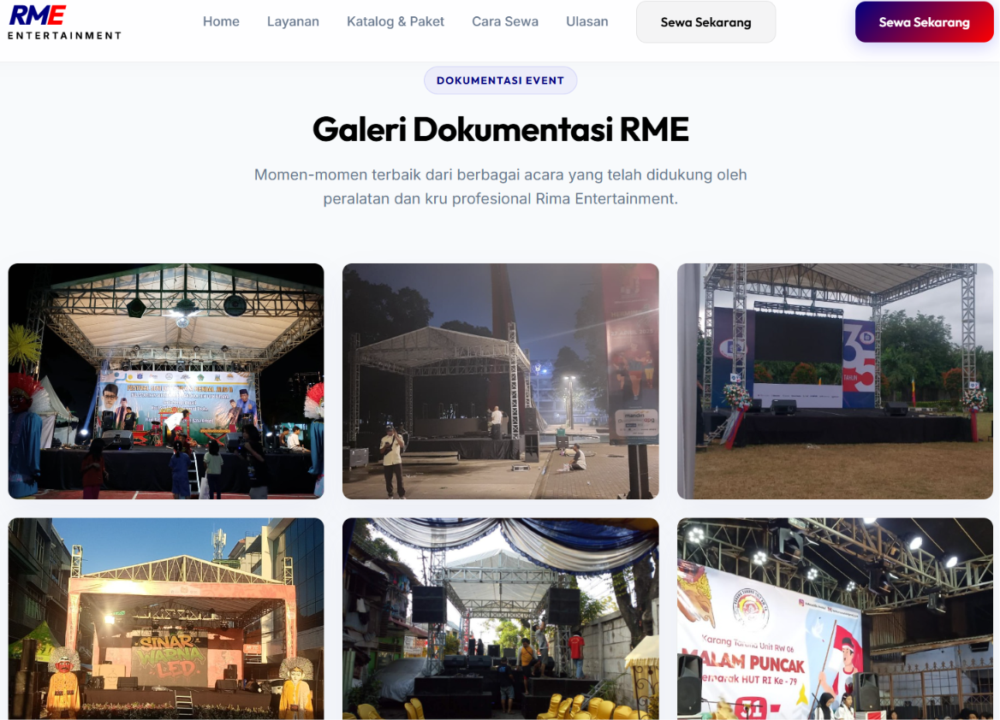 RME
ENTERTAINMENT
Home
Layanan
Katalog & Paket
Cara Sewa
Ulasan
Sewa Sekarang
Sewa Sekarang
DOKUMENTASI EVENT
Galeri Dokumentasi RME
Momen-momen terbaik dari berbagai acara yang telah didukung oleh
peralatan dan kru profesional Rima Entertainment.
35
TAHUN
SINAR
WARNA
LED
Karang Taruna Unit RW 06
MALAM PUNCAK
emarak HUT RI Ke - 79